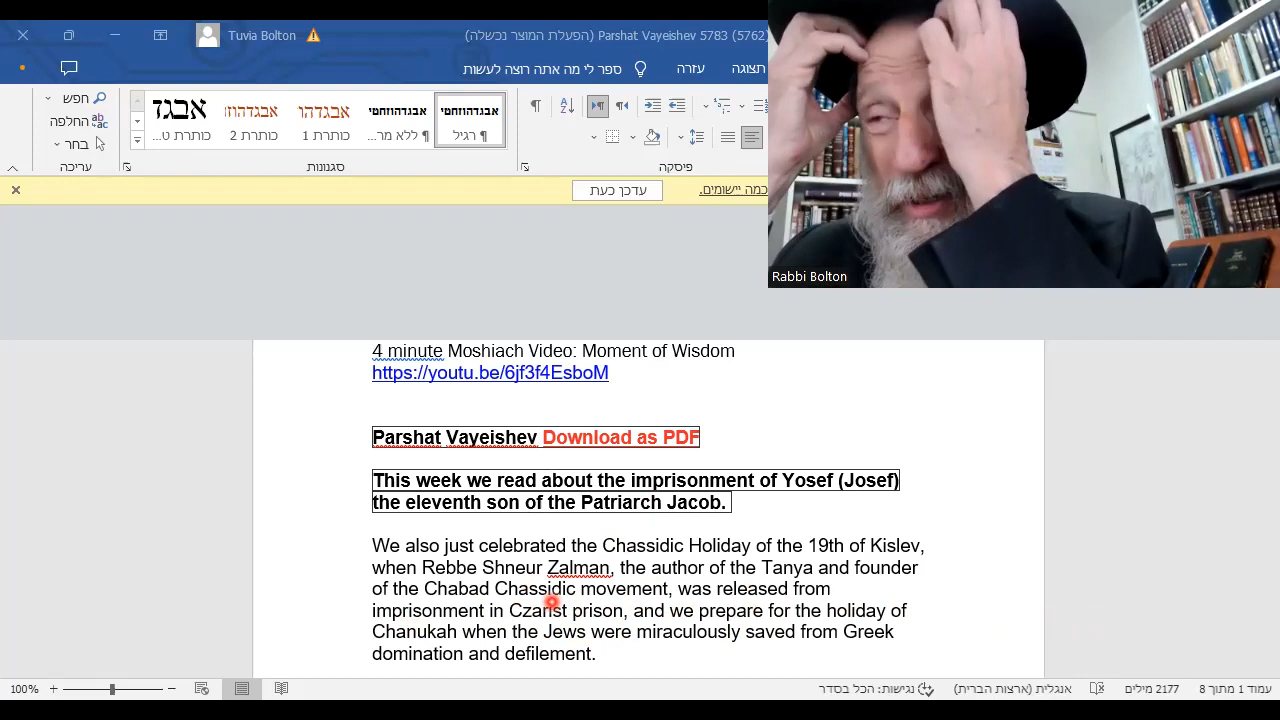 Tuvia Bolton
Parshat Vayeishev 5783 (5762) (הפעלת המוצר נכשלה)
תצוגה
עזרה
ספר לי מה אתה רוצה לעשות
אבגדהוזחטי
¶ רגיל
אבגדהוזחטי
¶ ללא מר...
אבגדהו
כותרת 1
אבגדהוז
כותרת 2
אבגד
כותרת ט...
חפש
החלפה
בחר
פיסקה
סגנונות
עריכה
כמה יישומים.
עדכן כעת
Rabbi Bolton
4 minute Moshiach Video: Moment of Wisdom
https://youtu.be/6jf3f4EsboM
Parshat Vayeishev Download as PDF
This week we read about the imprisonment of Yosef (Josef)
the eleventh son of the Patriarch Jacob.
We also just celebrated the Chassidic Holiday of the 19th of Kislev,
when Rebbe Shneur Zalman, the author of the Tanya and founder
of the Chabad Chassidic movement, was released from
imprisonment in Czarist prison, and we prepare for the holiday of
Chanukah when the Jews were miraculously saved from Greek
domination and defilement.
עמוד 1 מתוך 8
2177 מילים
אנגלית (ארצות הברית)
נגישות: הכל בסדר
100%